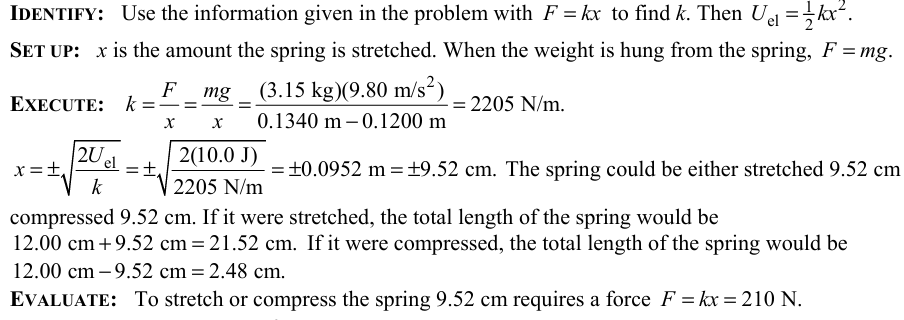 IDENTIFY: Use the information given in the problem with F = kx to find k. Then U_el = ½kx².
SET UP: x is the amount the spring is stretched. When the weight is hung from the spring, F = mg.
EXECUTE: k = F/x = mg/x = (3.15 kg)(9.80 m/s²)/(0.1340 m − 0.1200 m) = 2205 N/m.
x = ±√(2U_el/k) = ±√(2(10.0 J)/(2205 N/m)) = ±0.0952 m = ±9.52 cm. The spring could be either stretched 9.52 cm
compressed 9.52 cm. If it were stretched, the total length of the spring would be
12.00 cm + 9.52 cm = 21.52 cm. If it were compressed, the total length of the spring would be
12.00 cm − 9.52 cm = 2.48 cm.
EVALUATE: To stretch or compress the spring 9.52 cm requires a force F = kx = 210 N.